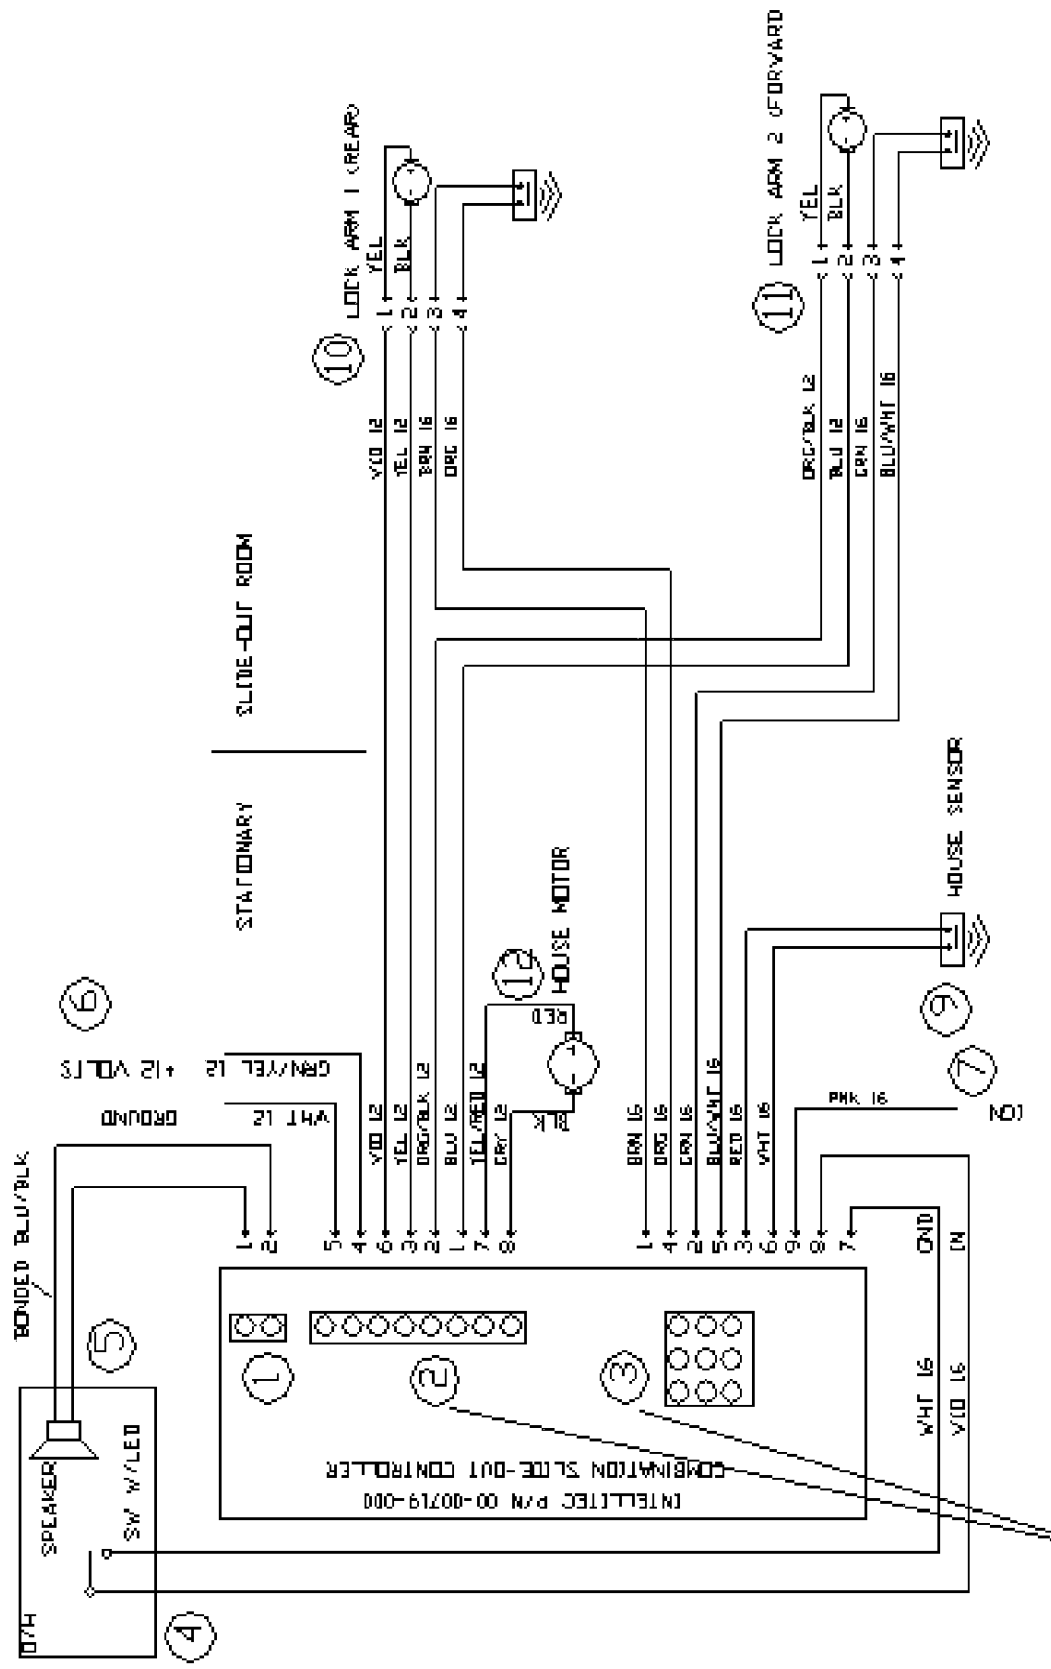 LOCK ARM 1 (REAR)
10
YEL
BLK
1
2
3
4
VIO 12
YEL 12
BRN 16
ORG 16
LOCK ARM 2 (FORWARD
11
YEL
BLK
1
2
3
4
ORG/BLK 12
BLU 12
GRN 16
BLU/WHT 16
SLIDE-OUT ROOM
STATIONARY
6
+12 VOLTS
GRN/YEL 12
GROUND
WHT 12
BONDED BLU/BLK
12
HOUSE MOTOR
RED
BLK
VIO 12
YEL 12
ORG/BLK 12
BLU 12
YEL/RED 12
GRY 12
BRN 16
ORG 16
GRN 16
BLU/WHT 16
RED 16
WHT 16
PNK 16
IGN
7
9
HOUSE SENSOR
1
2
5
4
6
3
2
1
7
8
1
4
2
5
3
6
9
8
7
GND
IN
WHT 16
VIO 16
5
1
2
3
SPEAKER
SW W/LED
O/H
4
COMBINATION SLIDE-OUT CONTROLLER
INTELLITEC P/N 00-00719-000